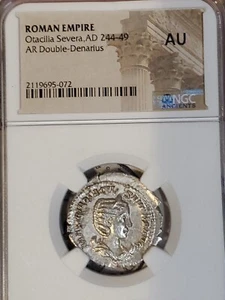 ROMAN EMPIRE
Otacilia Severa, AD 244-49
AR Double-Denarius
AU
2119695-072
NGC
ANCIENTS